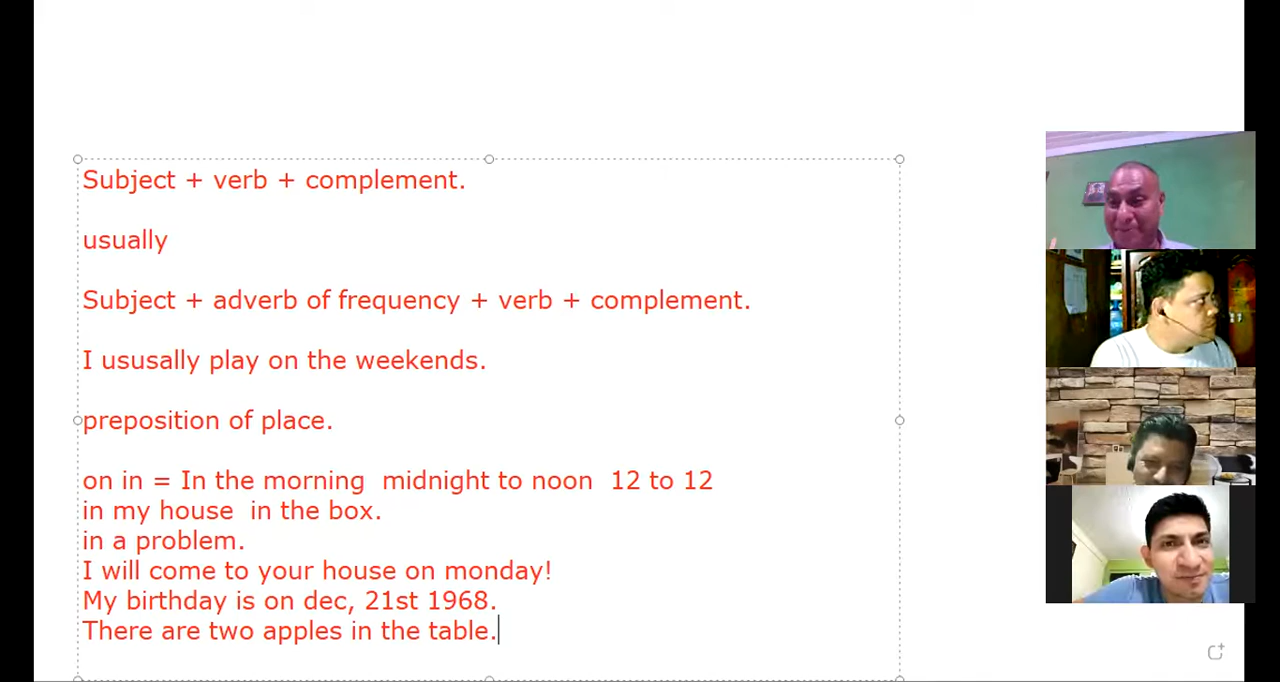 Subject + verb + complement.
usually
Subject + adverb of frequency + verb + complement.
I ususally play on the weekends.
preposition of place.
on in = In the morning  midnight to noon  12 to 12
in my house  in the box.
in a problem.
I will come to your house on monday!
My birthday is on dec, 21st 1968.
There are two apples in the table.